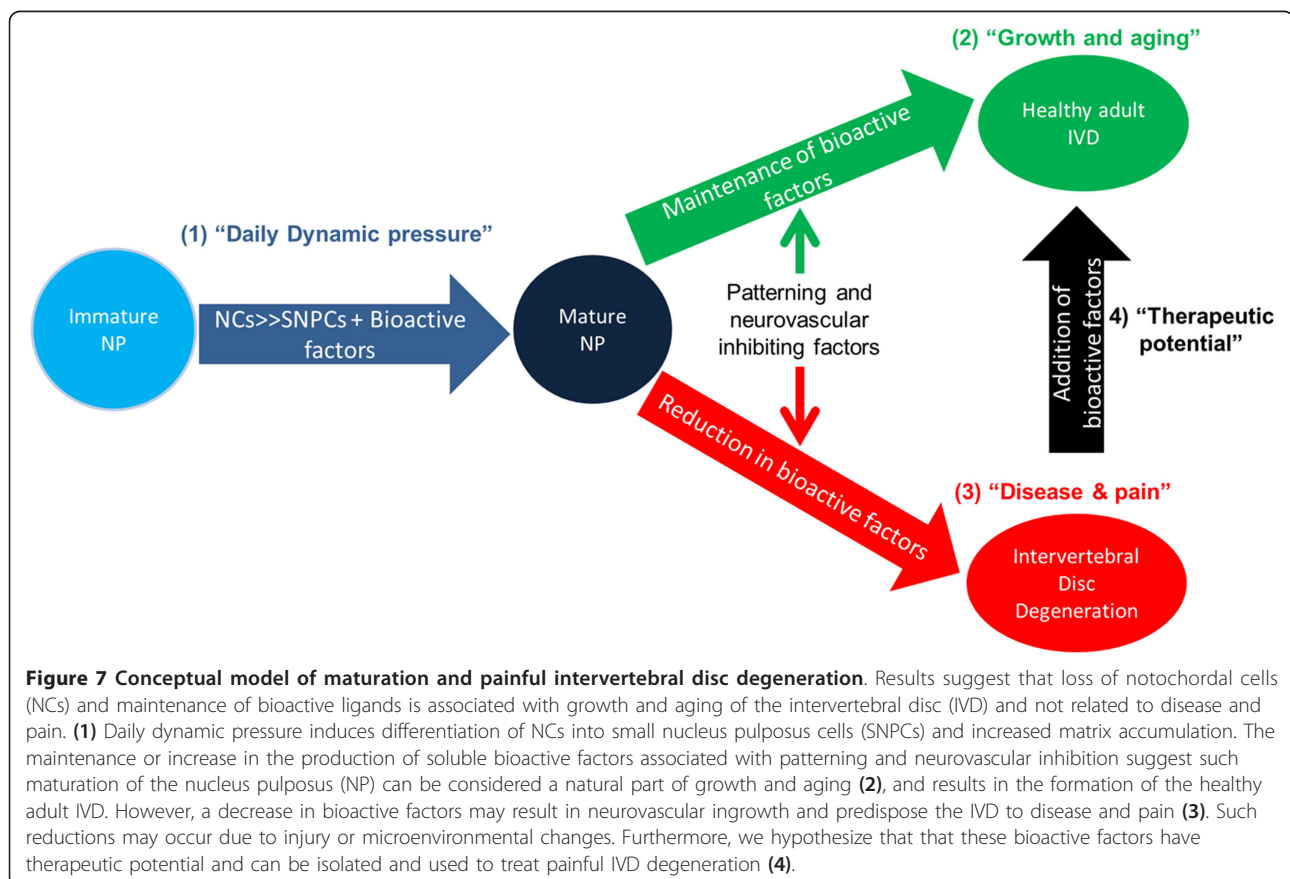 (2) “Growth and aging”
Healthy adult
IVD
Maintenance of bioactive
factors
(1) “Daily Dynamic pressure”
Immature
NP
NCs>>SNPCs + Bioactive
factors
Mature
NP
Patterning and
neurovascular
inhibiting factors
Addition of
bioactive factors
4) “Therapeutic
potential”
Reduction in bioactive factors
(3) “Disease & pain”
Intervertebral
Disc
Degeneration
Figure 7 Conceptual model of maturation and painful intervertebral disc degeneration. Results suggest that loss of notochordal cells
(NCs) and maintenance of bioactive ligands is associated with growth and aging of the intervertebral disc (IVD) and not related to disease and
pain. (1) Daily dynamic pressure induces differentiation of NCs into small nucleus pulposus cells (SNPCs) and increased matrix accumulation. The
maintenance or increase in the production of soluble bioactive factors associated with patterning and neurovascular inhibition suggest such
maturation of the nucleus pulposus (NP) can be considered a natural part of growth and aging (2), and results in the formation of the healthy
adult IVD. However, a decrease in bioactive factors may result in neurovascular ingrowth and predispose the IVD to disease and pain (3). Such
reductions may occur due to injury or microenvironmental changes. Furthermore, we hypothesize that that these bioactive factors have
therapeutic potential and can be isolated and used to treat painful IVD degeneration (4).